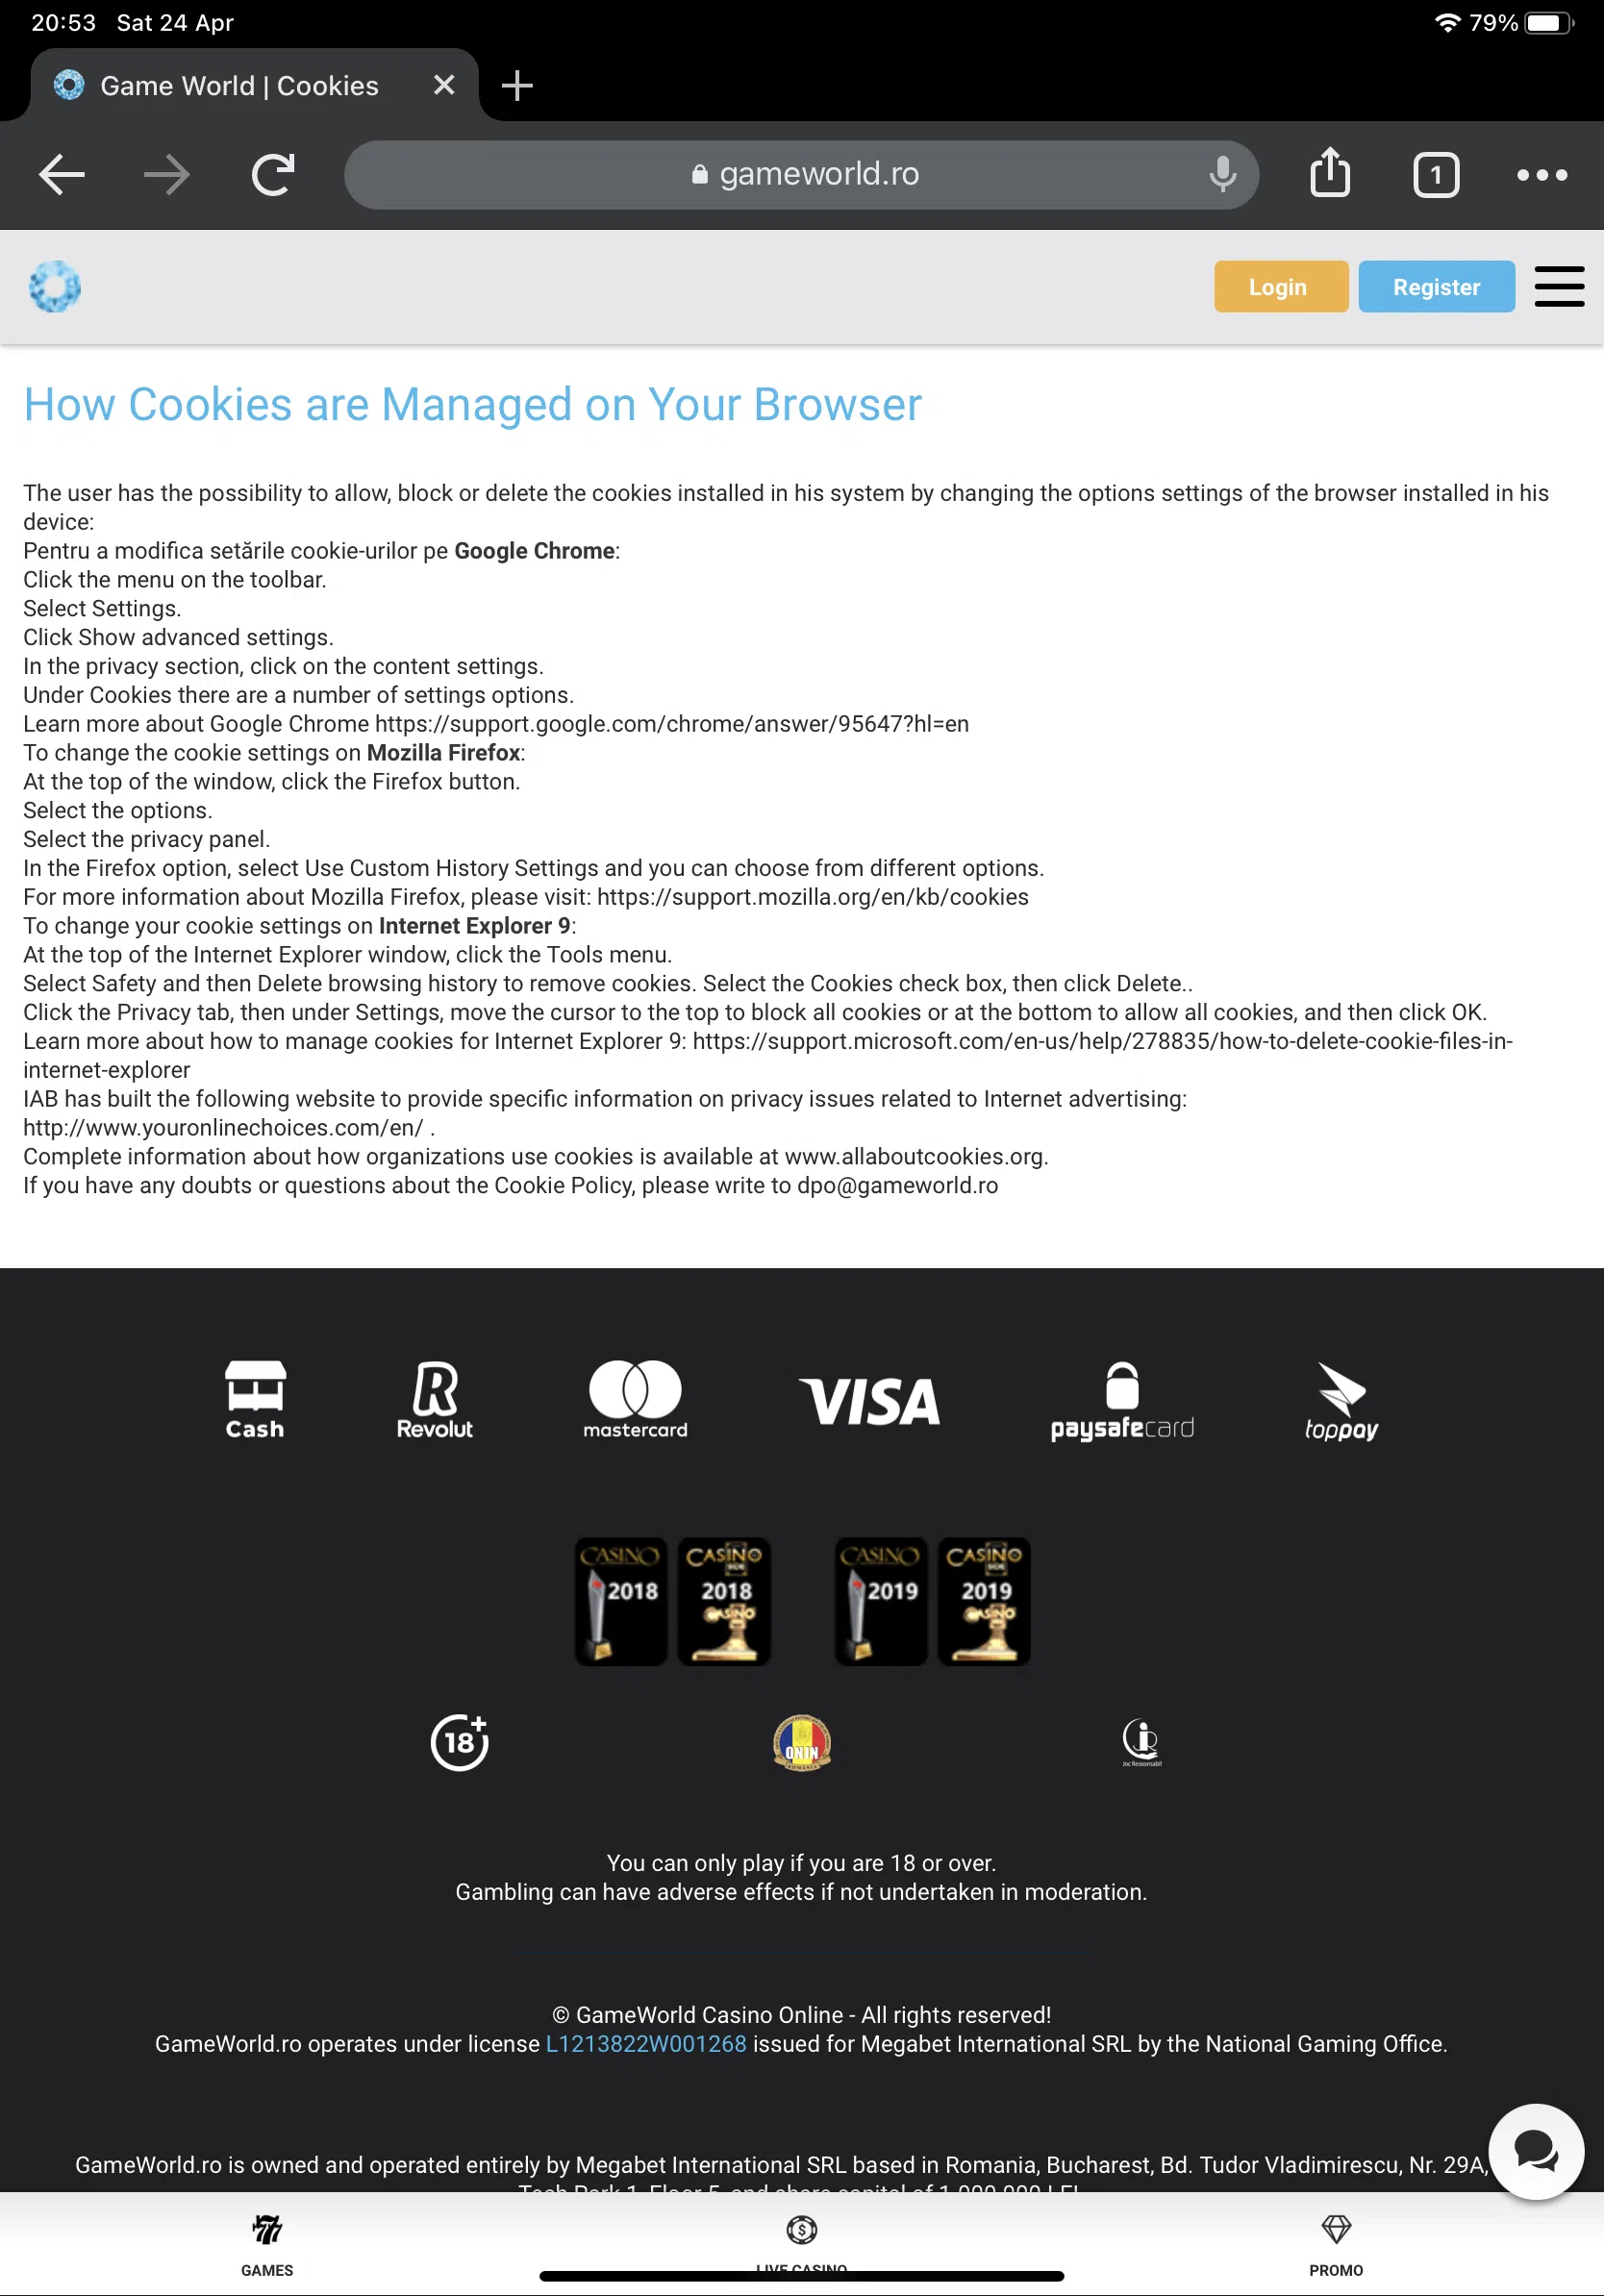 20:53 Sat 24 Apr
79%
Game World | Cookies
gameworld.ro
1
Login
Register
How Cookies are Managed on Your Browser
The user has the possibility to allow, block or delete the cookies installed in his system by changing the options settings of the browser installed in his
device:
Pentru a modifica setările cookie-urilor pe Google Chrome:
Click the menu on the toolbar.
Select Settings.
Click Show advanced settings.
In the privacy section, click on the content settings.
Under Cookies there are a number of settings options.
Learn more about Google Chrome https://support.google.com/chrome/answer/95647?hl=en
To change the cookie settings on Mozilla Firefox:
At the top of the window, click the Firefox button.
Select the options.
Select the privacy panel.
In the Firefox option, select Use Custom History Settings and you can choose from different options.
For more information about Mozilla Firefox, please visit: https://support.mozilla.org/en/kb/cookies
To change your cookie settings on Internet Explorer 9:
At the top of the Internet Explorer window, click the Tools menu.
Select Safety and then Delete browsing history to remove cookies. Select the Cookies check box, then click Delete..
Click the Privacy tab, then under Settings, move the cursor to the top to block all cookies or at the bottom to allow all cookies, and then click OK.
Learn more about how to manage cookies for Internet Explorer 9: https://support.microsoft.com/en-us/help/278835/how-to-delete-cookie-files-in-
internet-explorer
IAB has built the following website to provide specific information on privacy issues related to Internet advertising:
http://www.youronlinechoices.com/en/ .
Complete information about how organizations use cookies is available at www.allaboutcookies.org.
If you have any doubts or questions about the Cookie Policy, please write to dpo@gameworld.ro
Cash
R Revolut
mastercard
VISA
paysafecard
toppay
CASINO 2018
CASINO 2018 CASINO
CASINO 2019
CASINO 2019 CASINO
18+
ONJN ROMÂNIA
Joc Responsabil
You can only play if you are 18 or over.
Gambling can have adverse effects if not undertaken in moderation.
© GameWorld Casino Online - All rights reserved!
GameWorld.ro operates under license L1213822W001268 issued for Megabet International SRL by the National Gaming Office.
GameWorld.ro is owned and operated entirely by Megabet International SRL based in Romania, Bucharest, Bd. Tudor Vladimirescu, Nr. 29A,
Tech Park 1, Floor 5, and share capital of 1.000.000 LEI
777
GAMES
LIVE CASINO
PROMO